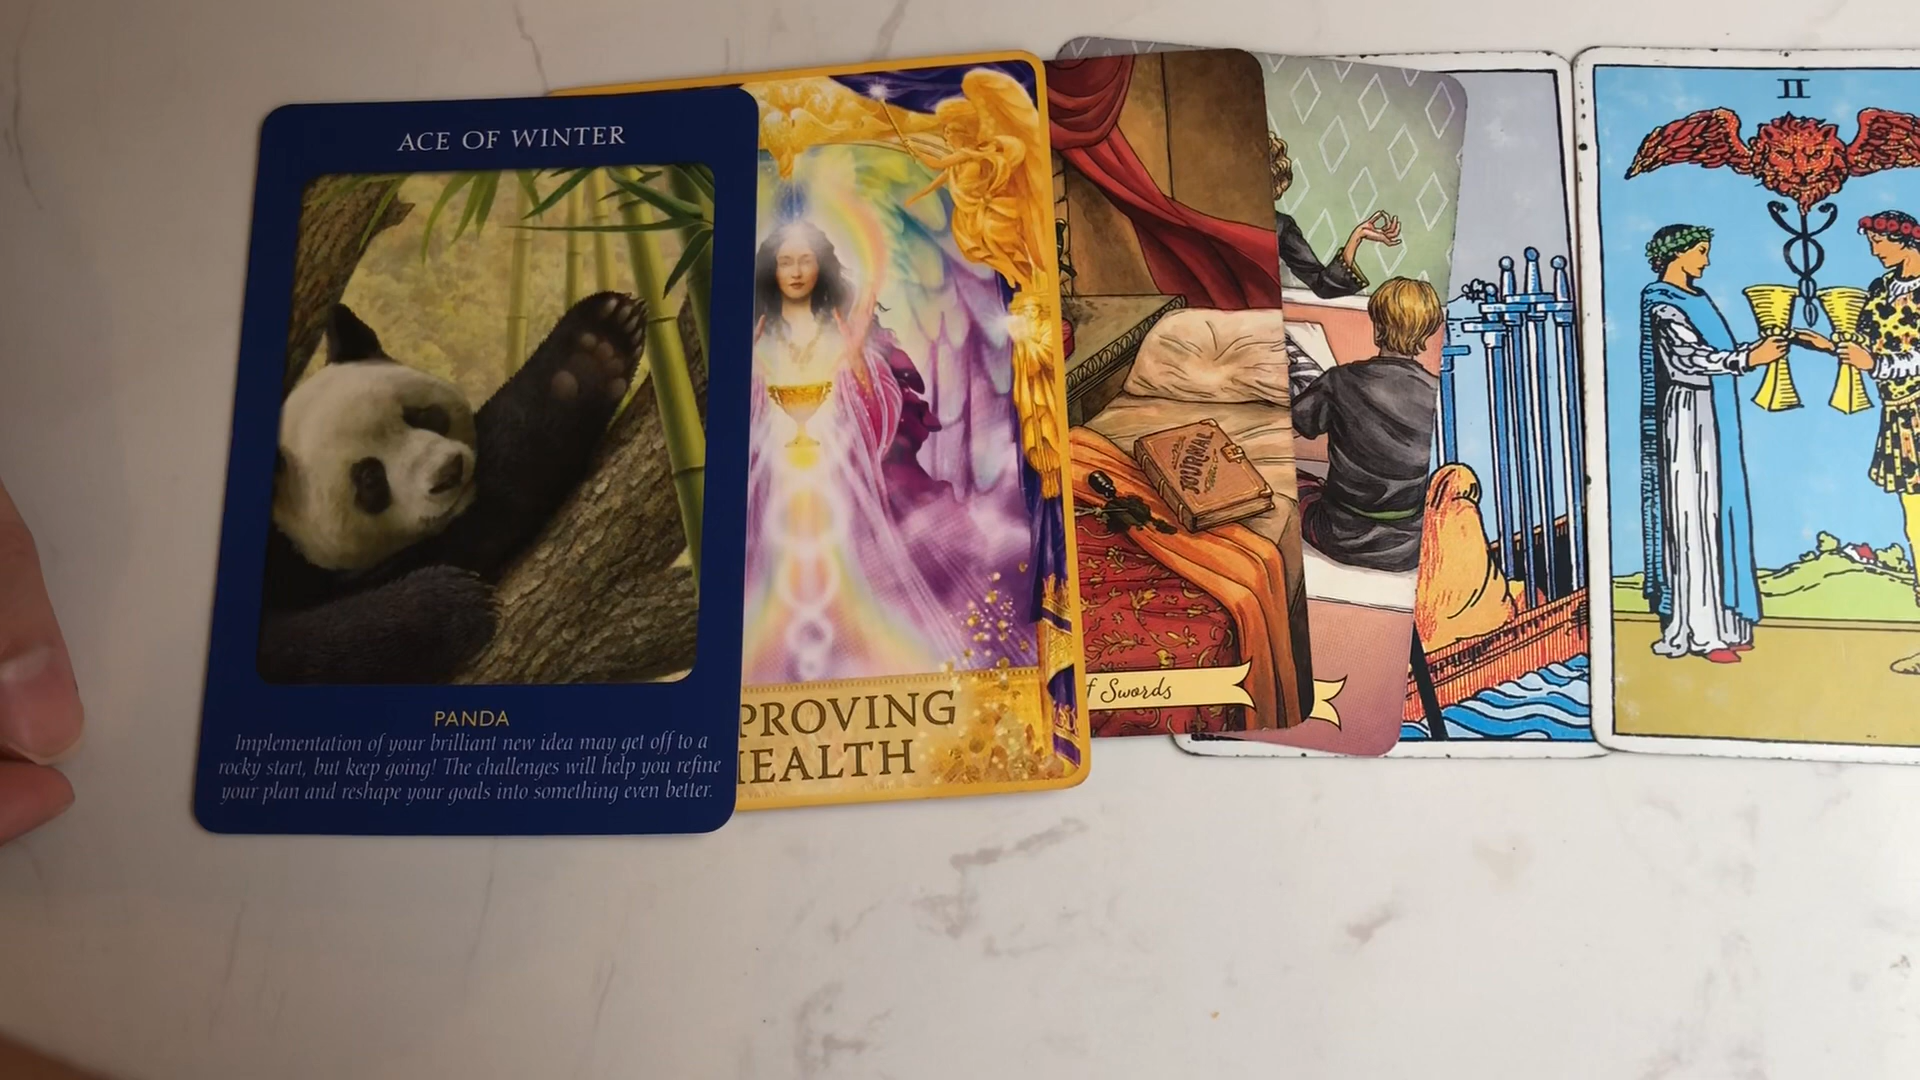 ACE OF WINTER
PANDA
Implementation of your brilliant new idea may get off to a
rocky start, but keep going! The challenges will help you refine
your plan and reshape your goals into something even better.
PROVING
EALTH
JOURNAL
f Swords
II